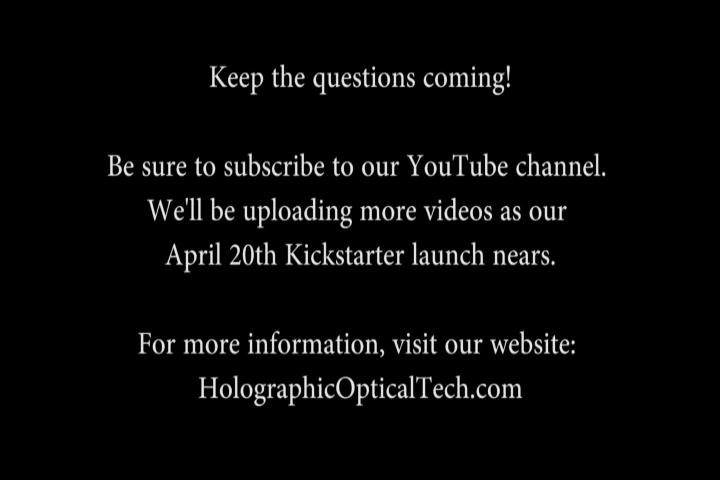 Keep the questions coming!
Be sure to subscribe to our YouTube channel.
We'll be uploading more videos as our
April 20th Kickstarter launch nears.
For more information, visit our website:
HolographicOpticalTech.com